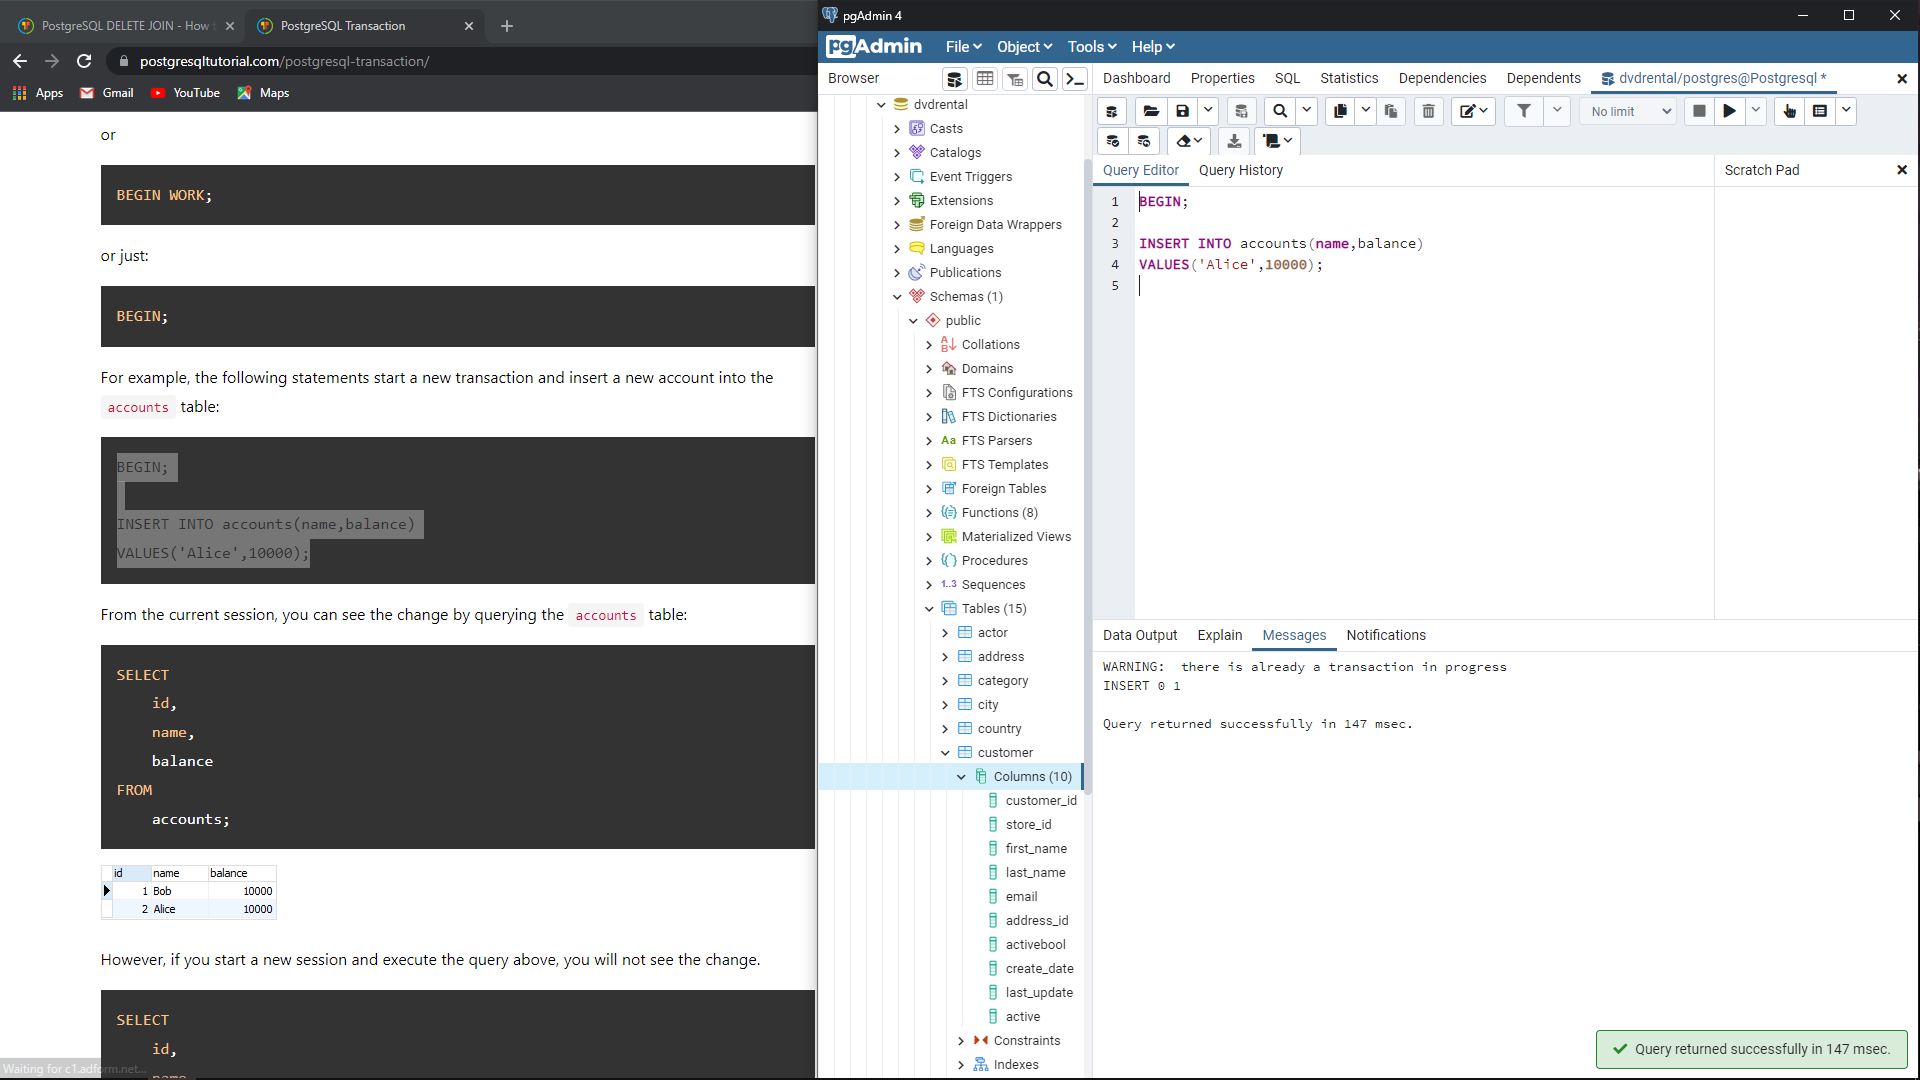 PostgreSQL DELETE JOIN - How
PostgreSQL Transaction
postgresqltutorial.com/postgresql-transaction/
Apps
Gmail
YouTube
Maps
or
BEGIN WORK;
or just:
BEGIN;
For example, the following statements start a new transaction and insert a new account into the
accounts table:
BEGIN;
INSERT INTO accounts(name,balance)
VALUES('Alice',10000);
From the current session, you can see the change by querying the accounts table:
SELECT
id,
name,
balance
FROM
accounts;
id name balance
1 Bob 10000
2 Alice 10000
However, if you start a new session and execute the query above, you will not see the change.
SELECT
id,
name
Waiting for c1.adform.net...
pgAdmin 4
pgAdmin
File
Object
Tools
Help
Browser
Dashboard
Properties
SQL
Statistics
Dependencies
Dependents
dvdrental/postgres@Postgresql *
dvdrental
Casts
Catalogs
Event Triggers
Extensions
Foreign Data Wrappers
Languages
Publications
Schemas (1)
public
Collations
Domains
FTS Configurations
FTS Dictionaries
Aa FTS Parsers
FTS Templates
Foreign Tables
Functions (8)
Materialized Views
Procedures
1..3 Sequences
Tables (15)
actor
address
category
city
country
customer
Columns (10)
customer_id
store_id
first_name
last_name
email
address_id
activebool
create_date
last_update
active
Constraints
Indexes
No limit
Query Editor
Query History
Scratch Pad
1 BEGIN;
2
3 INSERT INTO accounts(name,balance)
4 VALUES('Alice',10000);
5
Data Output
Explain
Messages
Notifications
WARNING: there is already a transaction in progress
INSERT 0 1
Query returned successfully in 147 msec.
Query returned successfully in 147 msec.